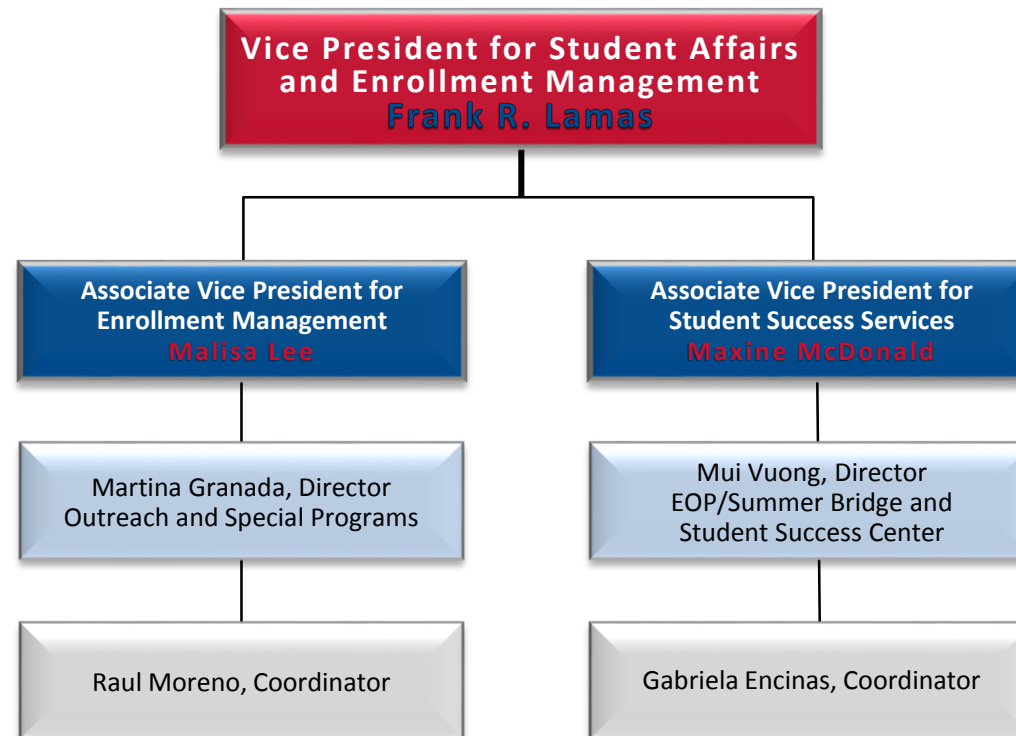 Vice President for Student Affairs
and Enrollment Management
Frank R. Lamas
Associate Vice President for
Enrollment Management
Malisa Lee
Associate Vice President for
Student Success Services
Maxine McDonald
Martina Granada, Director
Outreach and Special Programs
Mui Vuong, Director
EOP/Summer Bridge and
Student Success Center
Raul Moreno, Coordinator
Gabriela Encinas, Coordinator